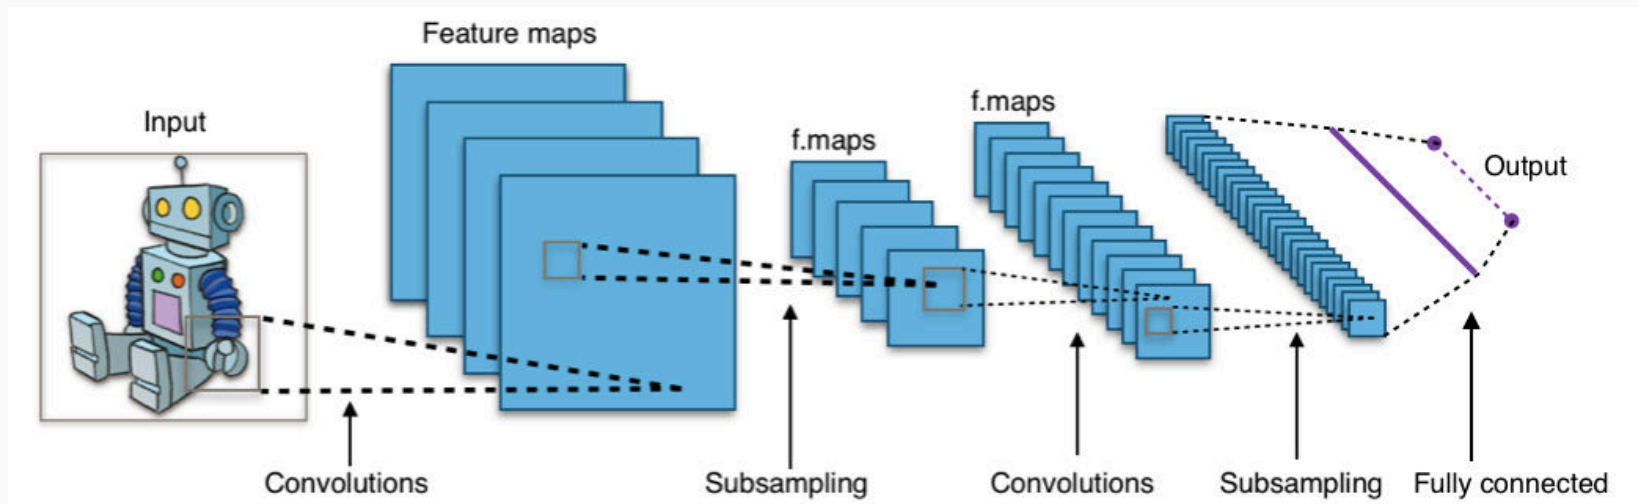 Feature maps
f.maps
Input
f.maps
Output
Convolutions
Subsampling
Convolutions
Subsampling
Fully connected